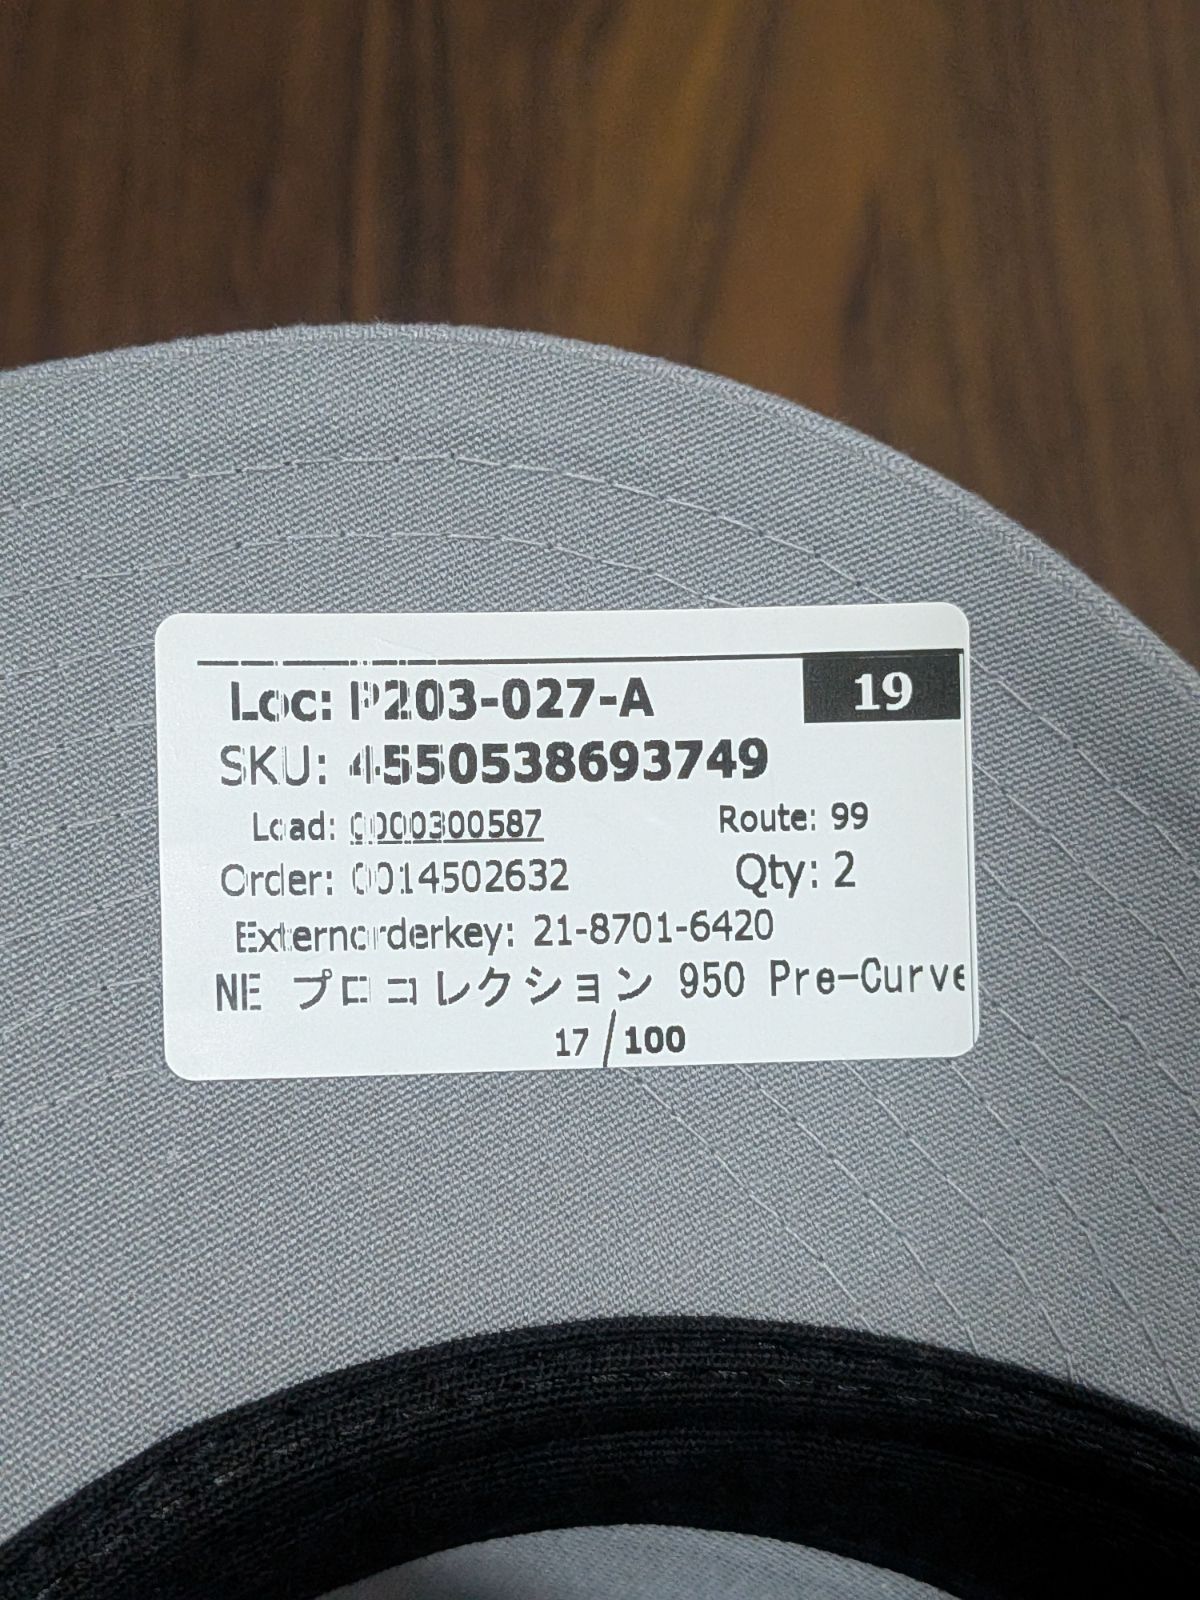 Loc: P203-027-A 19
SKU: 4550538693749
Load: 0000300587 Route: 99
Order: 0014502632 Qty: 2
Externorderkey: 21-8701-6420
NE プロコレクション 950 Pre-Curve
17/100